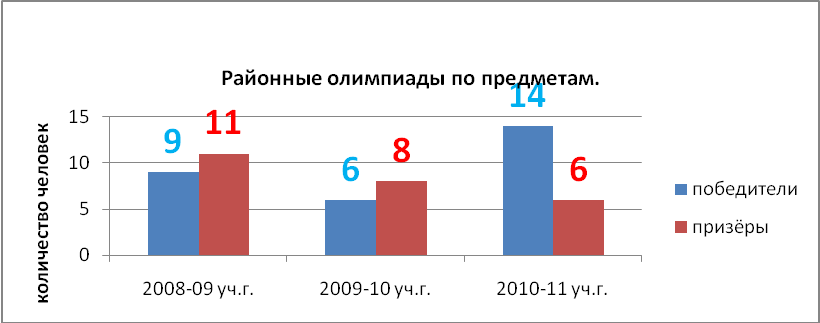 Районные олимпиады по предметам.
количество человек
15
10
5
0
9
11
6
8
14
6
2008-09 уч.г.
2009-10 уч.г.
2010-11 уч.г.
победители
призёры